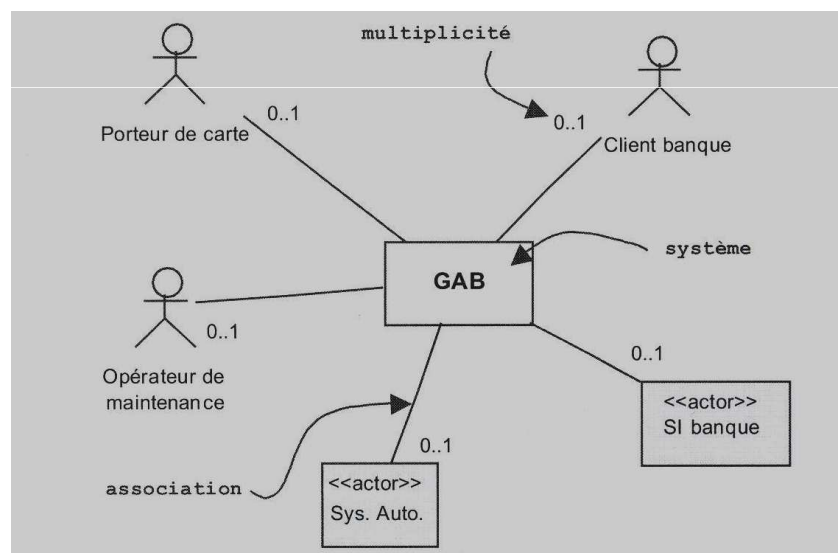 multiplicité
0..1
Porteur de carte
0..1
Client banque
système
GAB
0..1
Opérateur de
maintenance
0..1
<<actor>>
SI banque
association
0..1
<<actor>>
Sys. Auto.